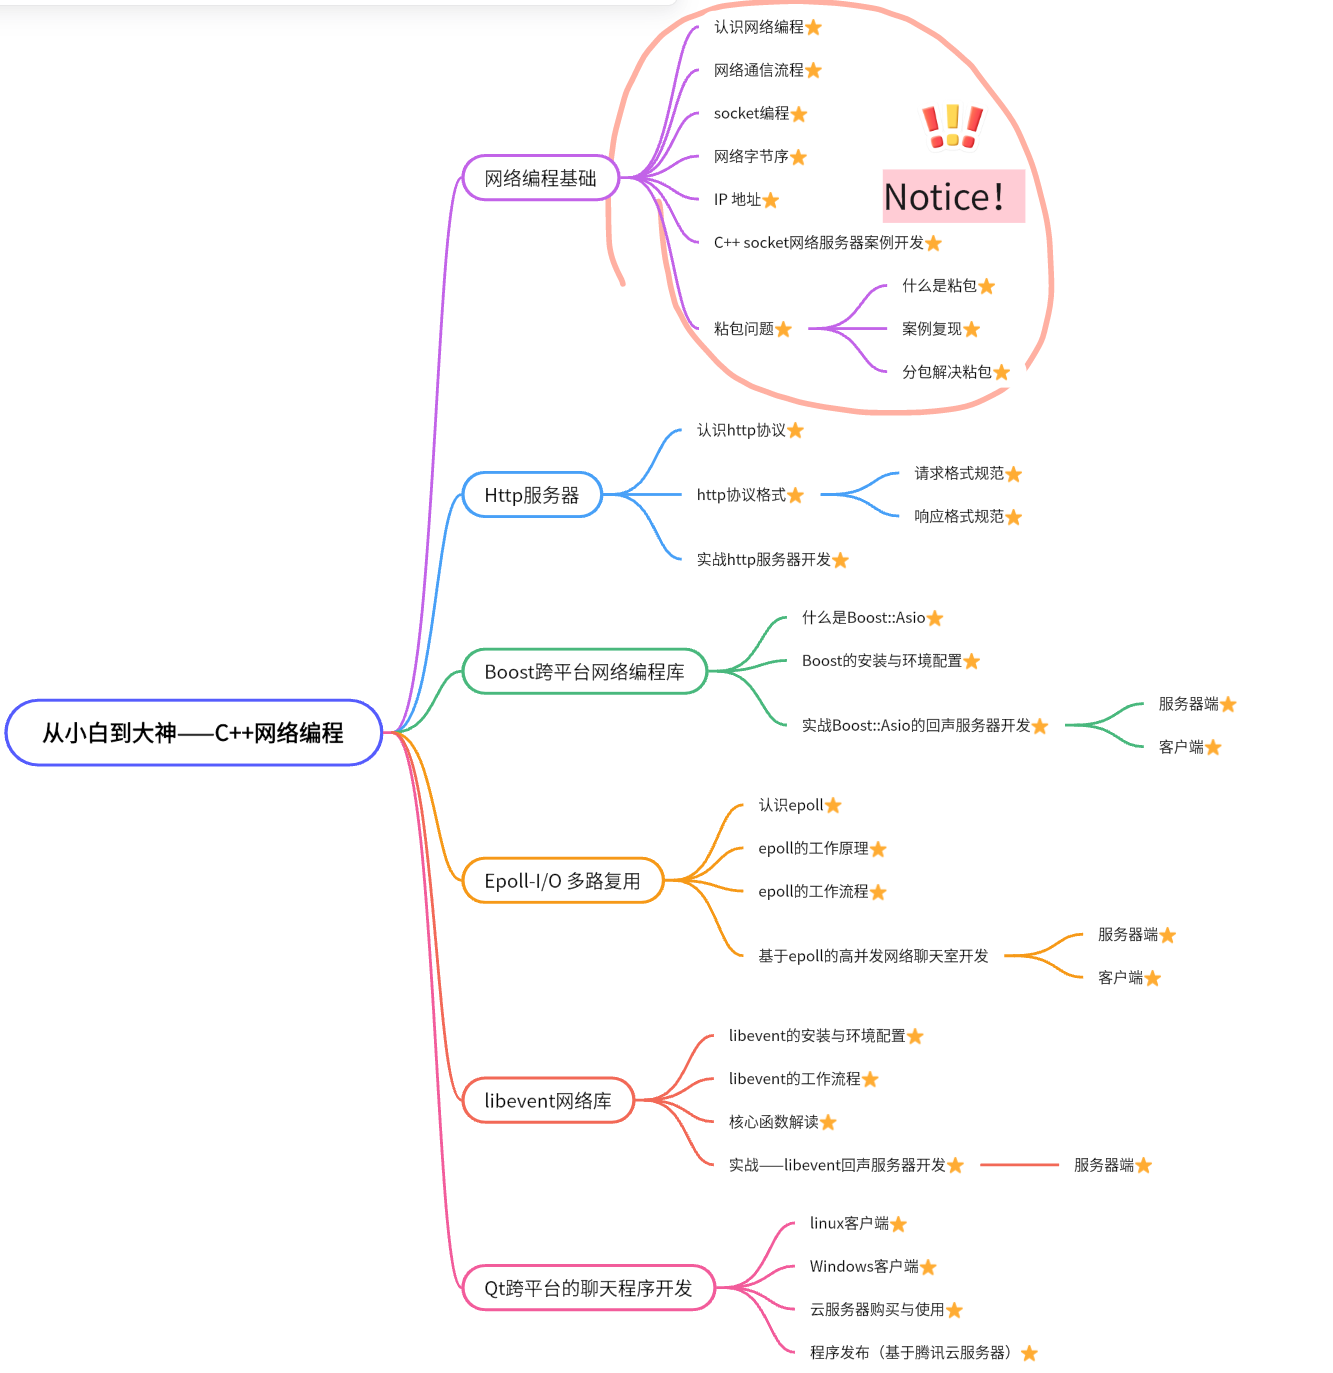 从小白到大神——C++网络编程
网络编程基础
认识网络编程
网络通信流程
socket编程
网络字节序
IP 地址
C++ socket网络服务器案例开发
粘包问题
什么是粘包
案例复现
分包解决粘包
Notice！
Http服务器
认识http协议
http协议格式
请求格式规范
响应格式规范
实战http服务器开发
Boost跨平台网络编程库
什么是Boost::Asio
Boost的安装与环境配置
实战Boost::Asio的回声服务器开发
服务器端
客户端
Epoll-I/O 多路复用
认识epoll
epoll的工作原理
epoll的工作流程
基于epoll的高并发网络聊天室开发
服务器端
客户端
libevent网络库
libevent的安装与环境配置
libevent的工作流程
核心函数解读
实战——libevent回声服务器开发
服务器端
Qt跨平台的聊天程序开发
linux客户端
Windows客户端
云服务器购买与使用
程序发布（基于腾讯云服务器）